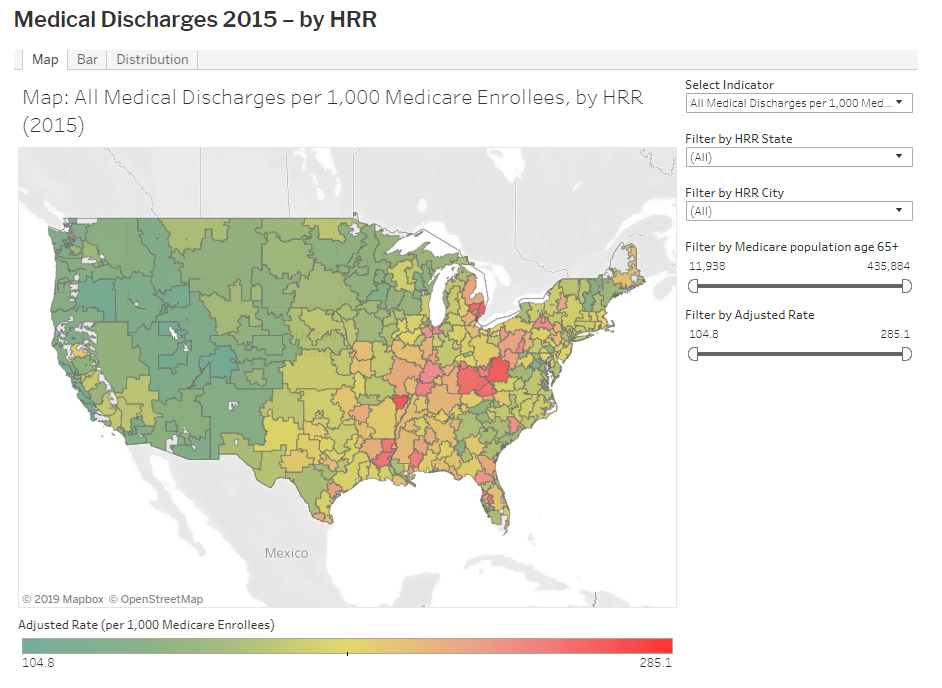 Medical Discharges 2015 – by HRR
Map Bar Distribution
Map: All Medical Discharges per 1,000 Medicare Enrollees, by HRR
(2015)
Select Indicator
All Medical Discharges per 1,000 Med...
Filter by HRR State
(All)
Filter by HRR City
(All)
Filter by Medicare population age 65+
11,938 435,884
Filter by Adjusted Rate
104.8 285.1
Mexico
© 2019 Mapbox © OpenStreetMap
Adjusted Rate (per 1,000 Medicare Enrollees)
104.8 285.1